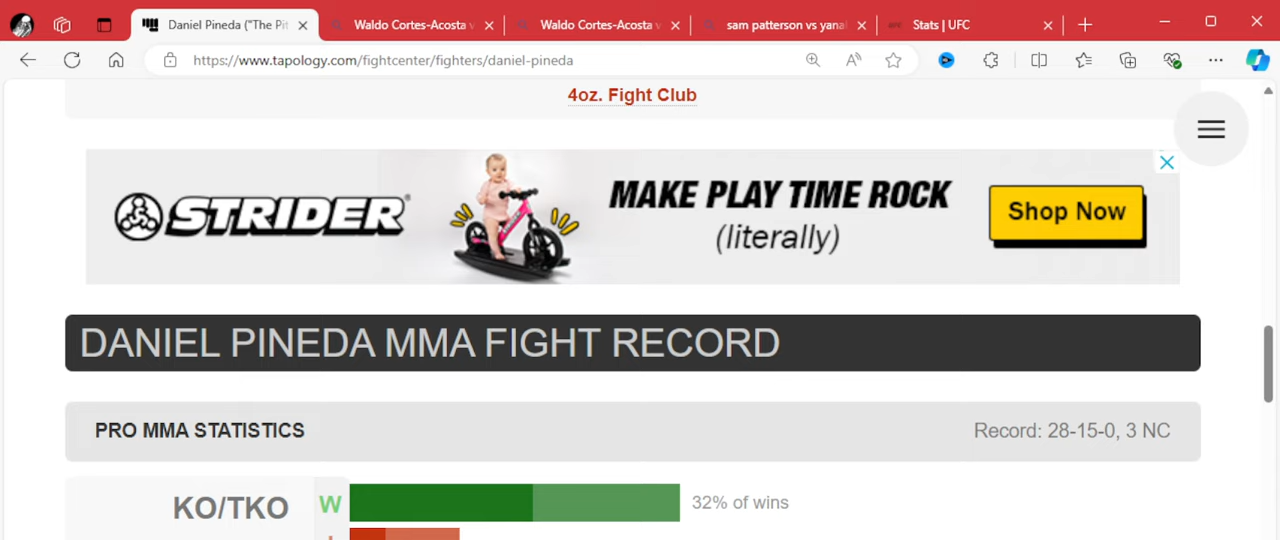 Daniel Pineda ("The Pit
Waldo Cortes-Acosta v
Waldo Cortes-Acosta v
sam patterson vs yanal
Stats | UFC
https://www.tapology.com/fightcenter/fighters/daniel-pineda
4oz. Fight Club
STRIDER®
MAKE PLAY TIME ROCK
(literally)
Shop Now
DANIEL PINEDA MMA FIGHT RECORD
PRO MMA STATISTICS
Record: 28-15-0, 3 NC
KO/TKO
W
32% of wins